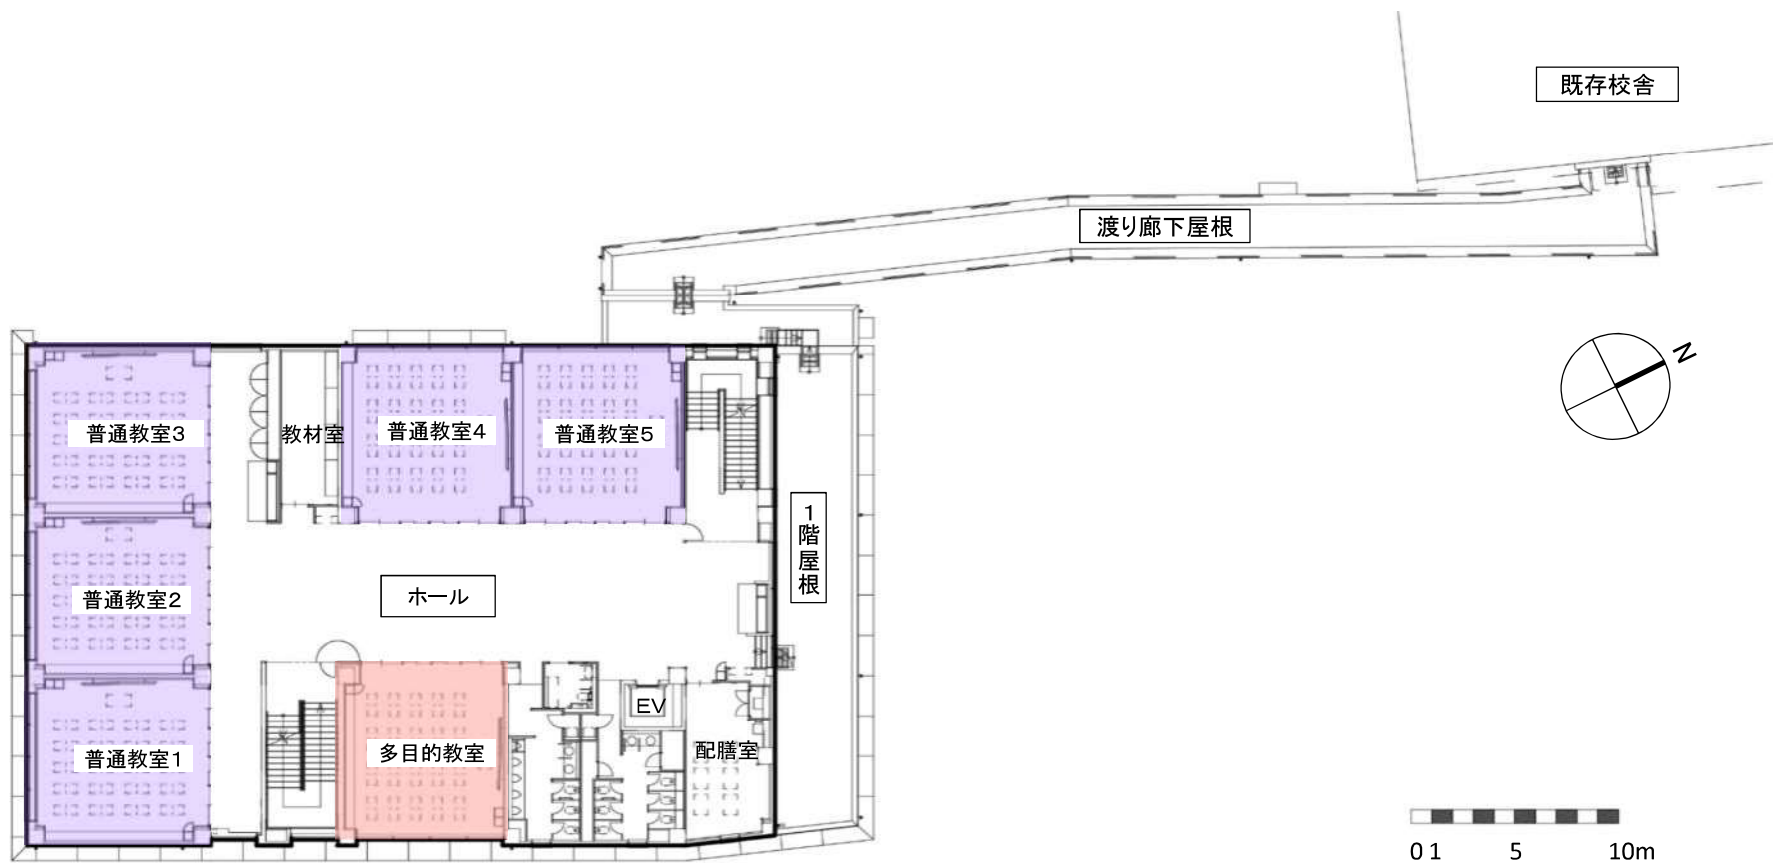 既存校舎
渡り廊下屋根
N
普通教室3
教材室
普通教室4
普通教室5
1階屋根
普通教室2
ホール
普通教室1
多目的教室
EV
配膳室
0 1 5 10m